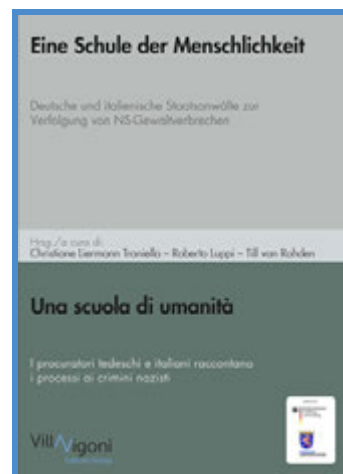 Eine Schule der Menschlichkeit
Deutsche und italienische Staatsanwälte zur
Verfolgung von NS-Gewaltverbrechen
Hrsg./a cura di:
Christiane Liermann Traniello – Roberto Luppi – Till van Rahden
Una scuola di umanità
I procuratori tedeschi e italiani raccontano
i processi ai crimini nazisti
Villa Vigoni